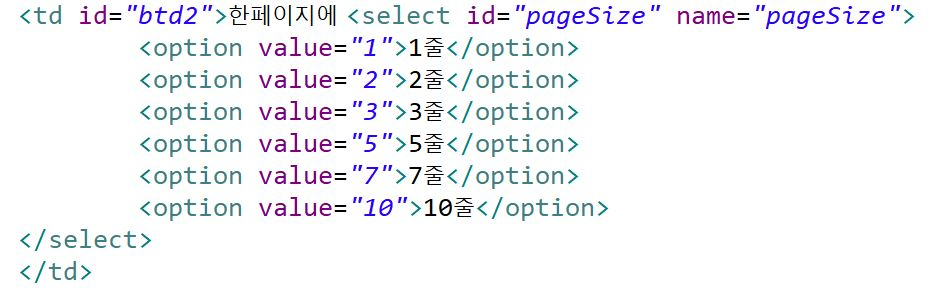 <td id="btd2">한페이지에 <select id="pageSize" name="pageSize">
<option value="1">1줄</option>
<option value="2">2줄</option>
<option value="3">3줄</option>
<option value="5">5줄</option>
<option value="7">7줄</option>
<option value="10">10줄</option>
</select>
</td>